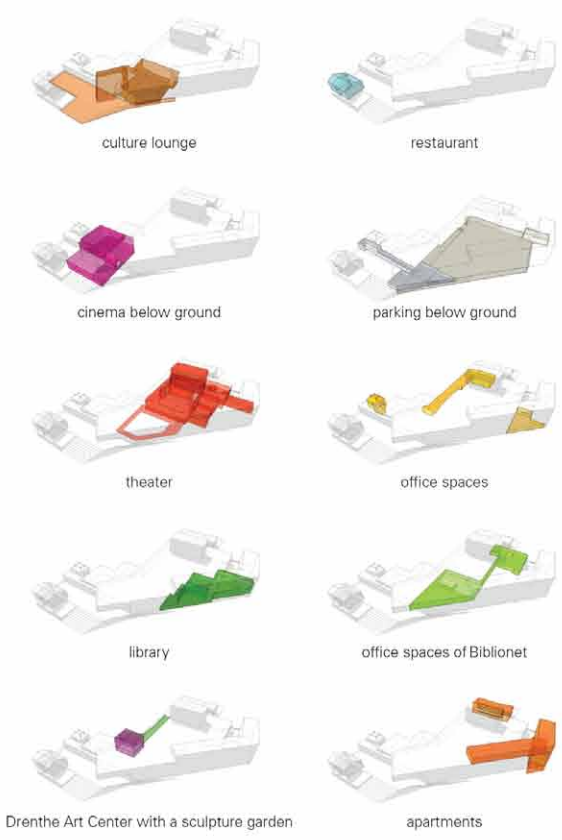 culture lounge
restaurant
cinema below ground
parking below ground
theater
office spaces
library
office spaces of Biblionet
Drenthe Art Center with a sculpture garden
apartments